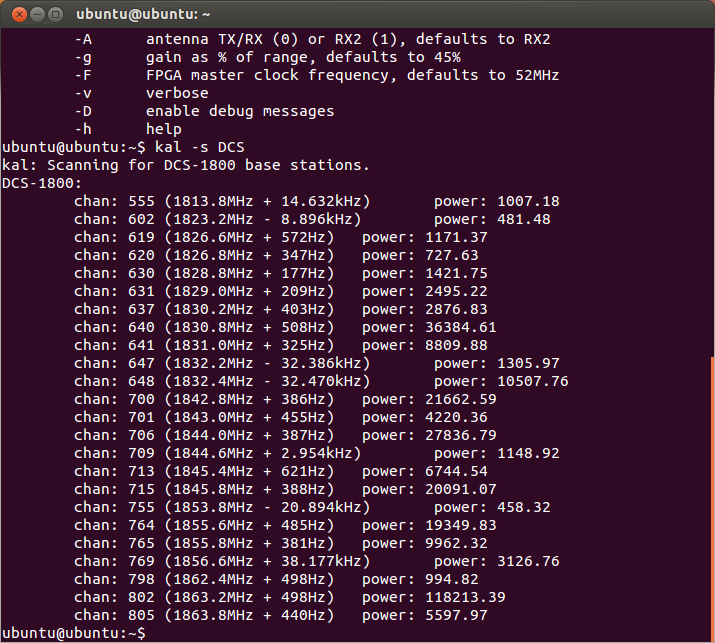 ubuntu@ubuntu: ~
-A antenna TX/RX (0) or RX2 (1), defaults to RX2
-g gain as % of range, defaults to 45%
-F FPGA master clock frequency, defaults to 52MHz
-v verbose
-D enable debug messages
-h help
ubuntu@ubuntu:~$ kal -s DCS
kal: Scanning for DCS-1800 base stations.
DCS-1800:
chan: 555 (1813.8MHz + 14.632kHz) power: 1007.18
chan: 602 (1823.2MHz - 8.896kHz) power: 481.48
chan: 619 (1826.6MHz + 572Hz) power: 1171.37
chan: 620 (1826.8MHz + 347Hz) power: 727.63
chan: 630 (1828.8MHz + 177Hz) power: 1421.75
chan: 631 (1829.0MHz + 209Hz) power: 2495.22
chan: 637 (1830.2MHz + 403Hz) power: 2876.83
chan: 640 (1830.8MHz + 508Hz) power: 36384.61
chan: 641 (1831.0MHz + 325Hz) power: 8809.88
chan: 647 (1832.2MHz - 32.386kHz) power: 1305.97
chan: 648 (1832.4MHz - 32.470kHz) power: 10507.76
chan: 700 (1842.8MHz + 386Hz) power: 21662.59
chan: 701 (1843.0MHz + 455Hz) power: 4220.36
chan: 706 (1844.0MHz + 387Hz) power: 27836.79
chan: 709 (1844.6MHz + 2.954kHz) power: 1148.92
chan: 713 (1845.4MHz + 621Hz) power: 6744.54
chan: 715 (1845.8MHz + 388Hz) power: 20091.07
chan: 755 (1853.8MHz - 20.894kHz) power: 458.32
chan: 764 (1855.6MHz + 485Hz) power: 19349.83
chan: 765 (1855.8MHz + 381Hz) power: 9962.32
chan: 769 (1856.6MHz + 38.177kHz) power: 3126.76
chan: 798 (1862.4MHz + 498Hz) power: 994.82
chan: 802 (1863.2MHz + 498Hz) power: 118213.39
chan: 805 (1863.8MHz + 440Hz) power: 5597.97
ubuntu@ubuntu:~$